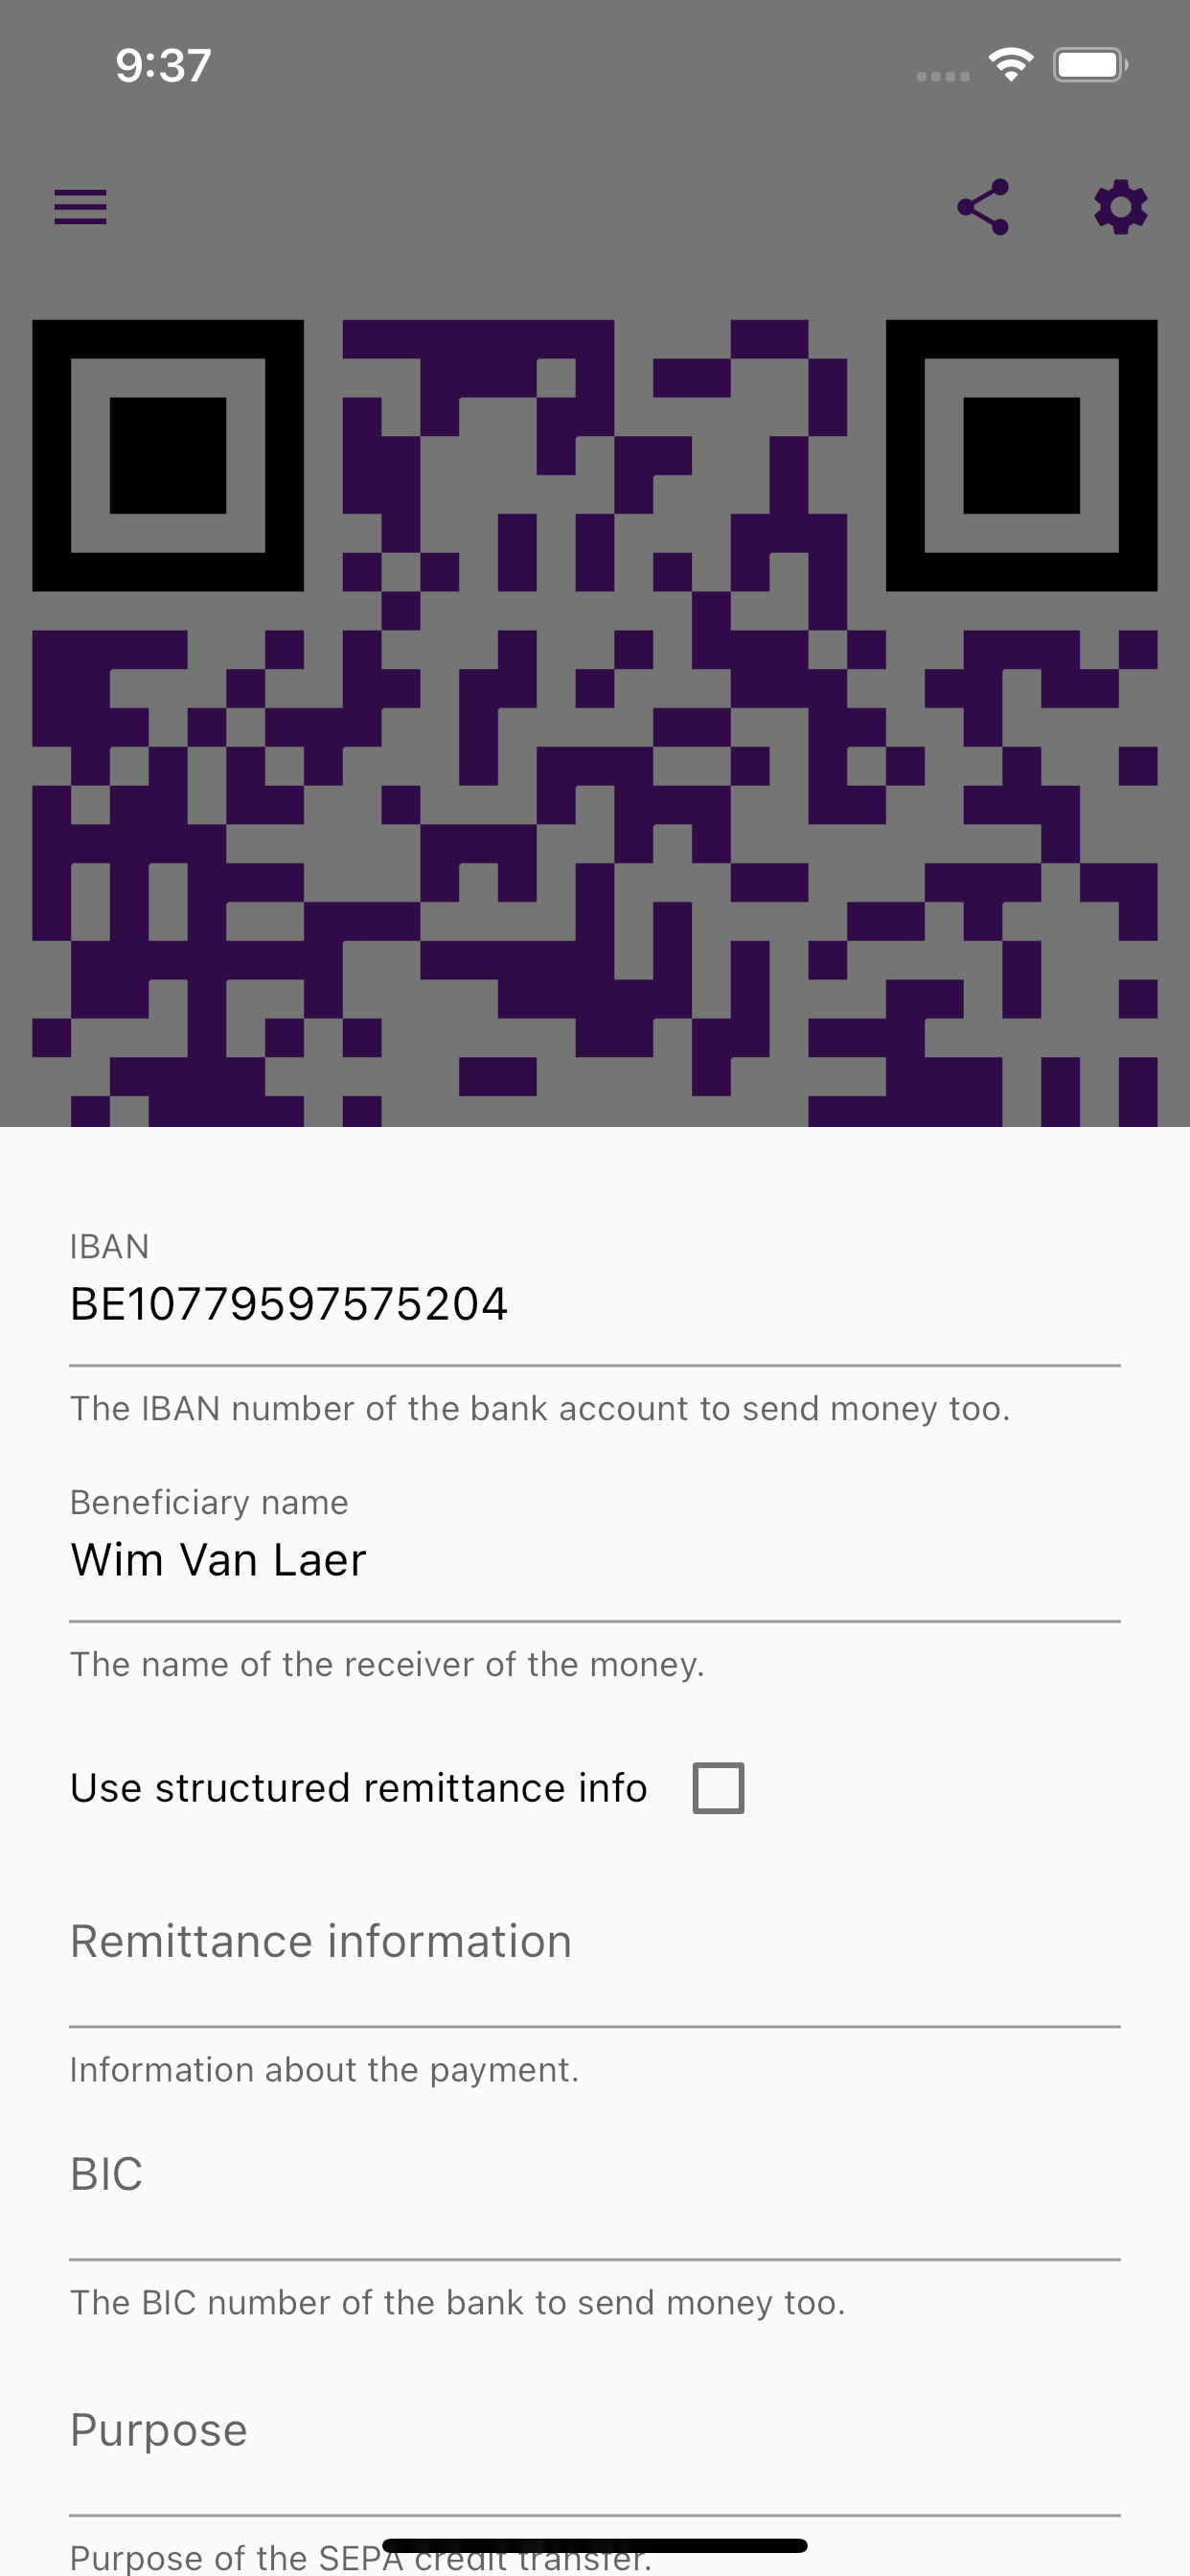 9:37
IBAN
BE10779597575204
The IBAN number of the bank account to send money too.
Beneficiary name
Wim Van Laer
The name of the receiver of the money.
Use structured remittance info
Remittance information
Information about the payment.
BIC
The BIC number of the bank to send money too.
Purpose
Purpose of the SEPA credit transfer.